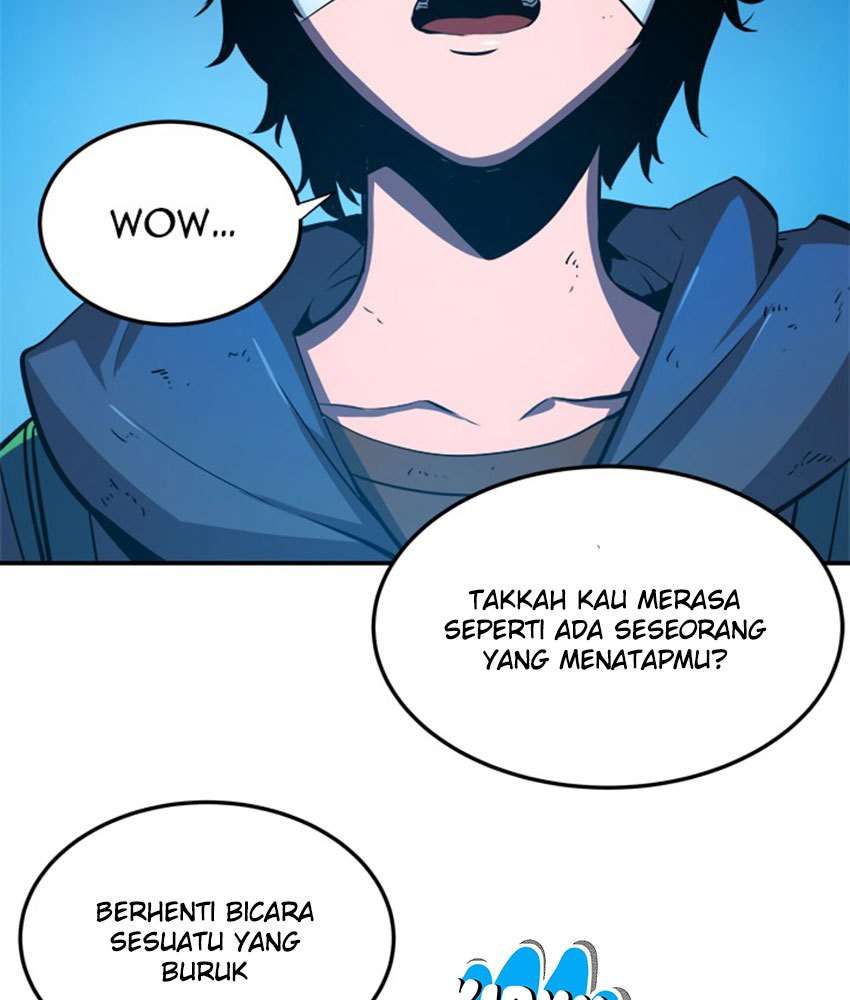 WOW...
TAKKAH KAU MERASA
SEPERTI ADA SESEORANG
YANG MENATAPMU?
BERHENTI BICARA
SESUATU YANG
BURUK